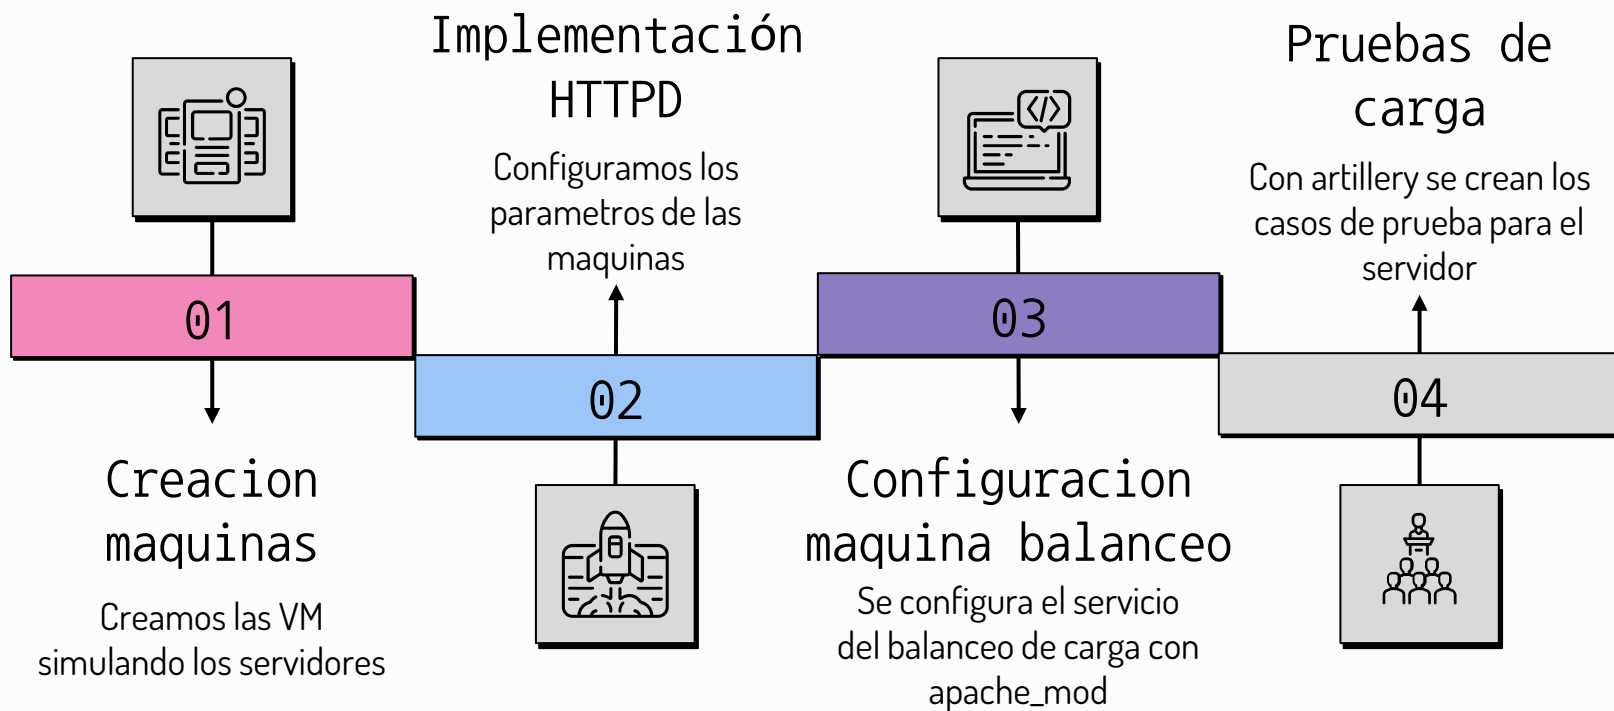 01
Creacion
maquinas
Creamos las VM
simulando los servidores
Implementación
HTTPD
Configuramos los
parametros de las
maquinas
02
03
Configuracion
maquina balanceo
Se configura el servicio
del balanceo de carga con
apache_mod
Pruebas de
carga
Con artillery se crean los
casos de prueba para el
servidor
04